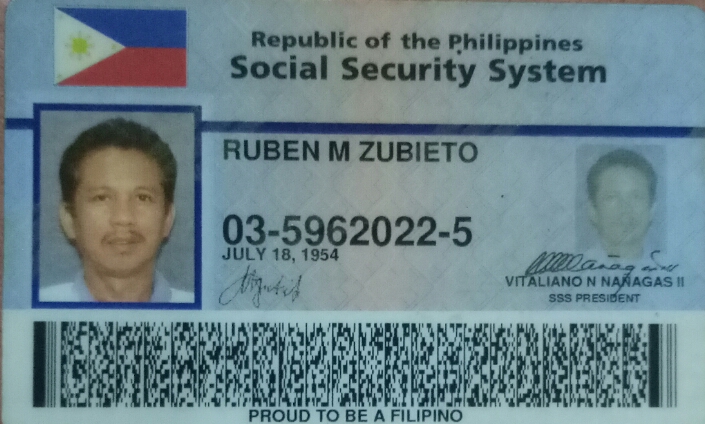 Republic of the Philippines
Social Security System
RUBEN M ZUBIETO
03-5962022-5
JULY 18, 1954
VITALIANO N NAÑAGAS II
SSS PRESIDENT
PROUD TO BE A FILIPINO